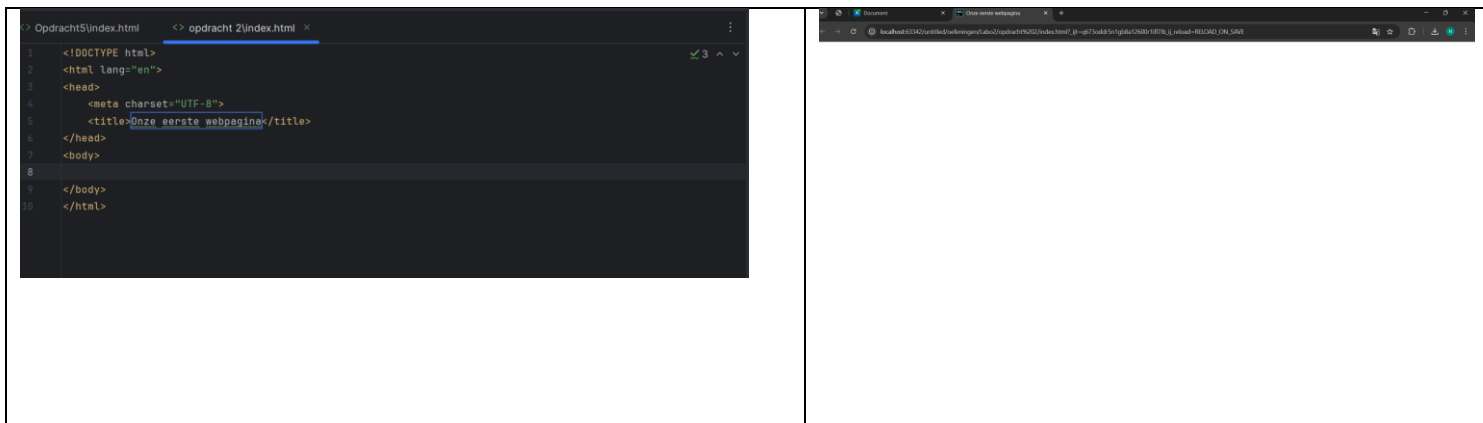 <> Opdracht5\index.html <> opdracht 2\index.html ×
1 <!DOCTYPE html>
3
2 <html lang="en">
3 <head>
4 <meta charset="UTF-8">
5 <title>Onze eerste webpagina</title>
6 </head>
7 <body>
8
9 </body>
10 </html>
Document × Onze eerste webpagina × +